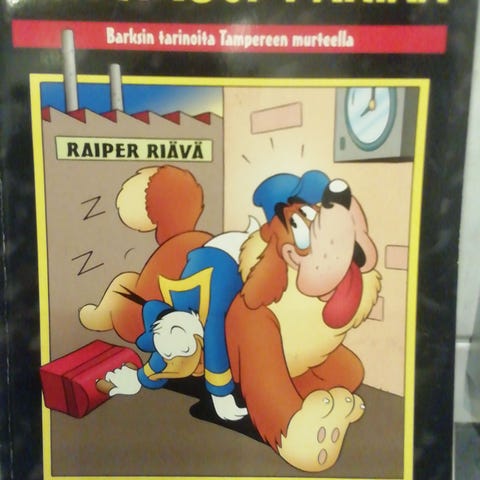 Barksin tarinoita Tampereen murteella
RAIPER RIÄVÄ
Z
Z